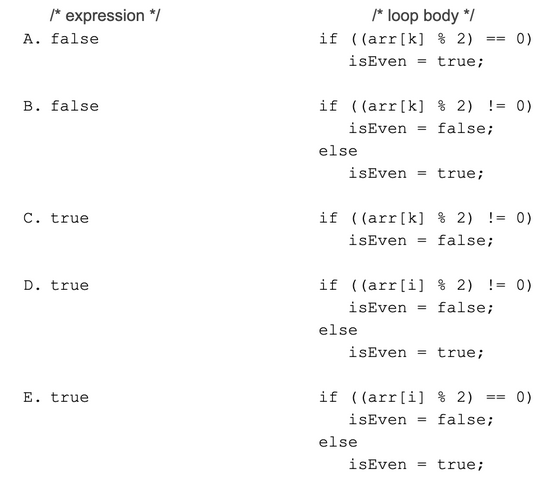 /* expression */ /* loop body */
A. false if ((arr[k] % 2) == 0)
isEven = true;
B. false if ((arr[k] % 2) != 0)
isEven = false;
else
isEven = true;
C. true if ((arr[k] % 2) != 0)
isEven = false;
D. true if ((arr[i] % 2) != 0)
isEven = false;
else
isEven = true;
E. true if ((arr[i] % 2) == 0)
isEven = false;
else
isEven = true;